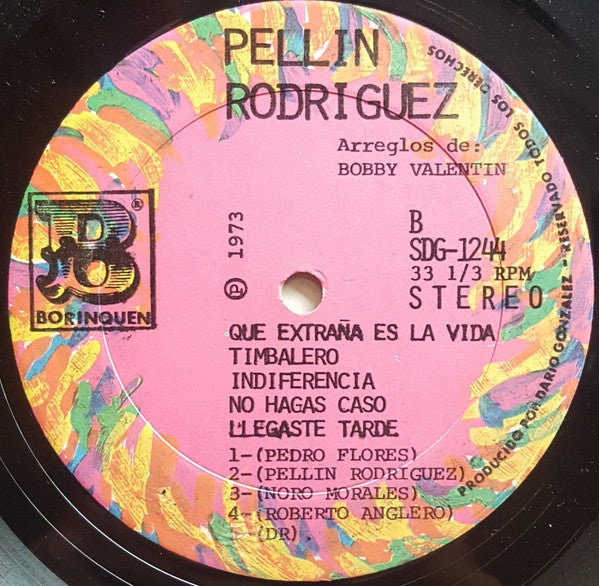 PELLIN
RODRIGUEZ
Arreglos de:
BOBBY VALENTIN
B
®
BORINQUEN
℗ 1973
B
SDG-1244
33 1/3 RPM
STEREO
QUE EXTRAÑA ES LA VIDA
TIMBALERO
INDIFERENCIA
NO HAGAS CASO
LLEGASTE TARDE
1-(PEDRO FLORES)
2-(PELLIN RODRIGUEZ)
3-(NORO MORALES)
4-(ROBERTO ANGLERO)
5-(DR)
PRODUCIDO POR DARIO GONZALEZ - RESERVADO TODOS LOS DERECHOS